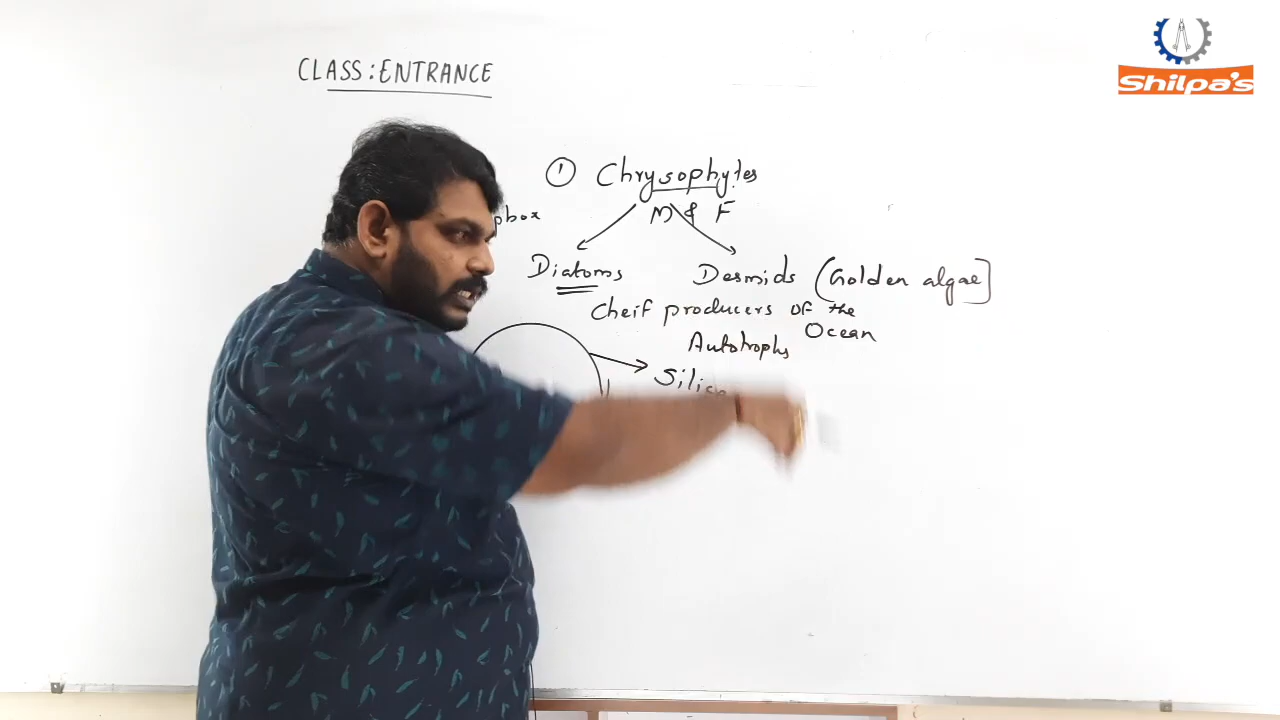 Shilpa's
CLASS: ENTRANCE
① Chrysophytes
M & F
Diatoms Desmids (Golden algae]
Cheif producers of the
Ocean
Autotrophs